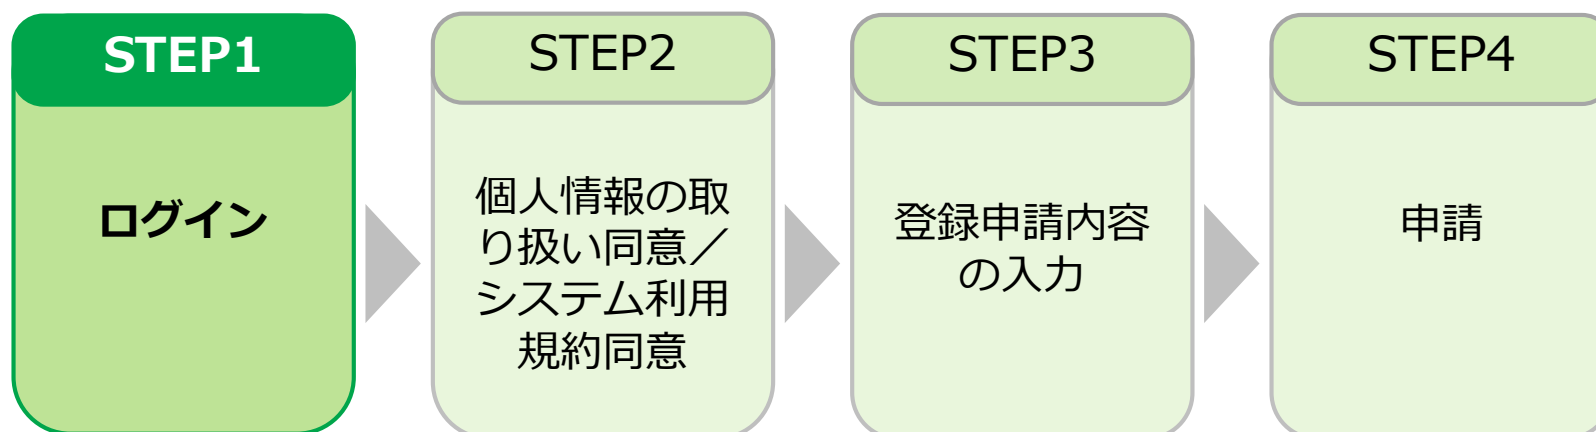 STEP1
ログイン
STEP2
個人情報の取
り扱い同意／
システム利用
規約同意
STEP3
登録申請内容
の入力
STEP4
申請